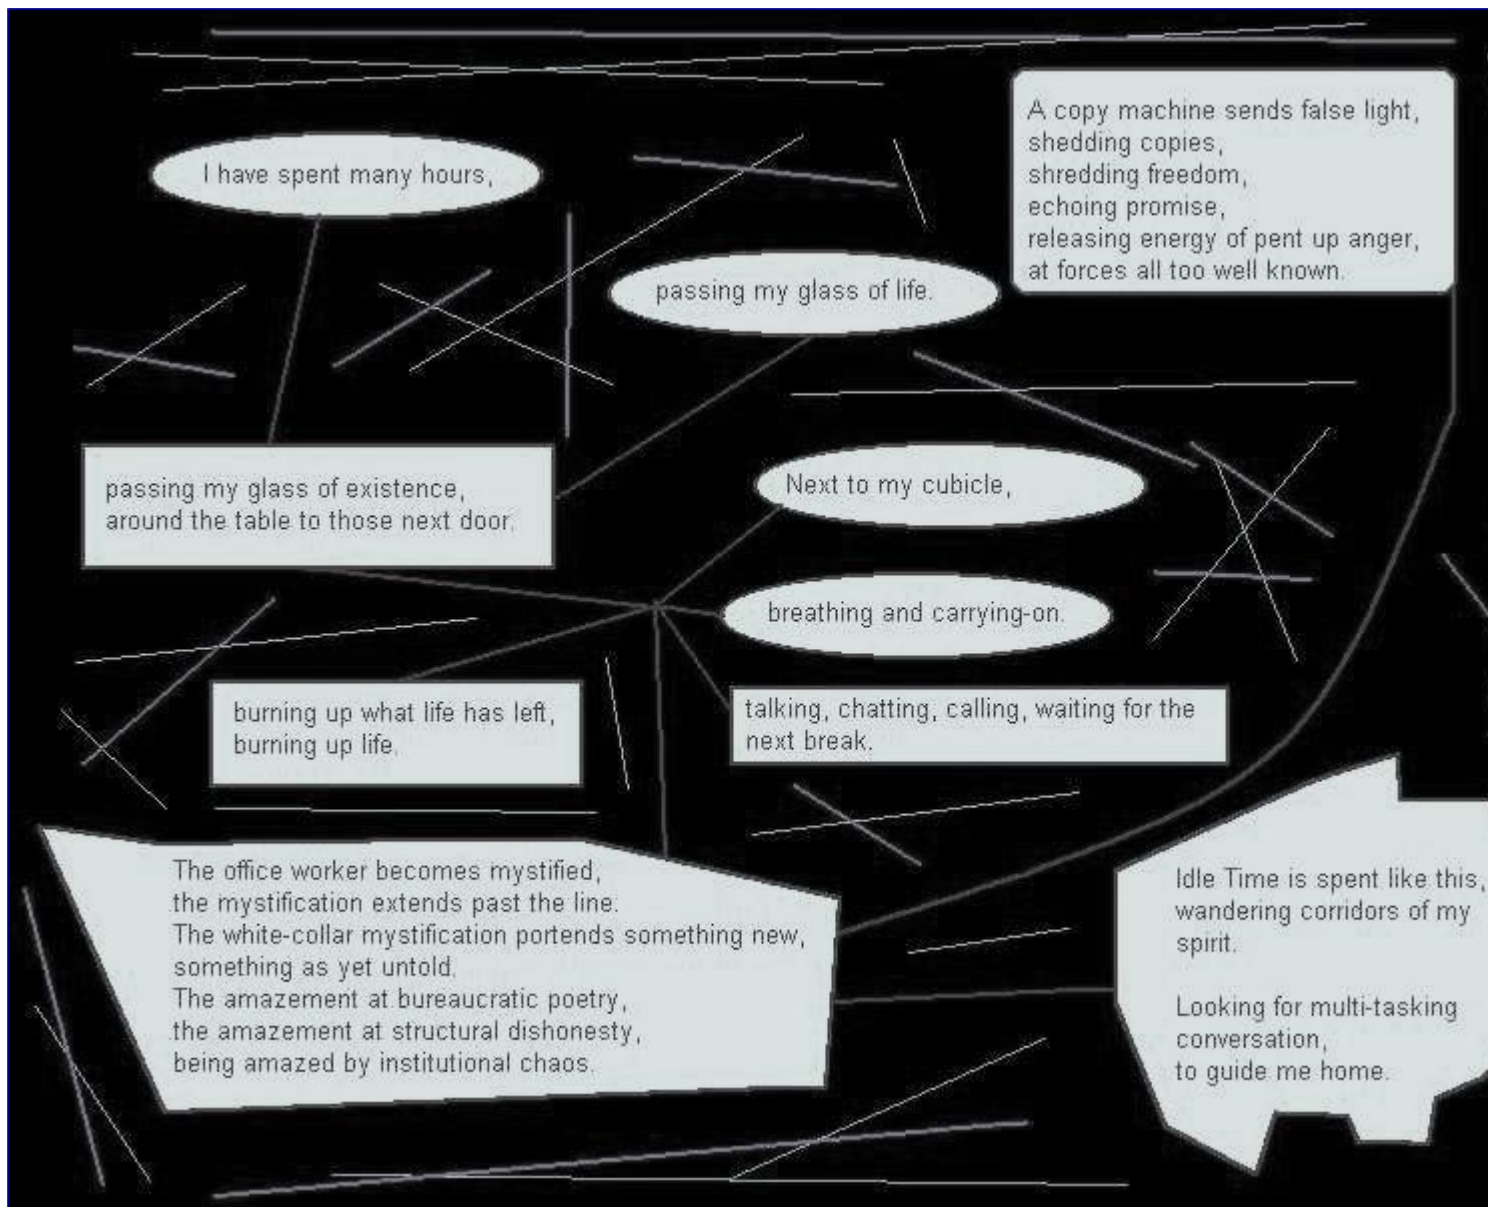 I have spent many hours,
A copy machine sends false light,
shedding copies,
shredding freedom,
echoing promise,
releasing energy of pent up anger,
at forces all too well known.
passing my glass of life.
passing my glass of existence,
around the table to those next door.
Next to my cubicle,
breathing and carrying-on.
burning up what life has left,
burning up life.
talking, chatting, calling, waiting for the
next break.
The office worker becomes mystified,
the mystification extends past the line.
The white-collar mystification portends something new,
something as yet untold.
The amazement at bureaucratic poetry,
the amazement at structural dishonesty,
being amazed by institutional chaos.
Idle Time is spent like this,
wandering corridors of my
spirit.
Looking for multi-tasking
conversation,
to guide me home.